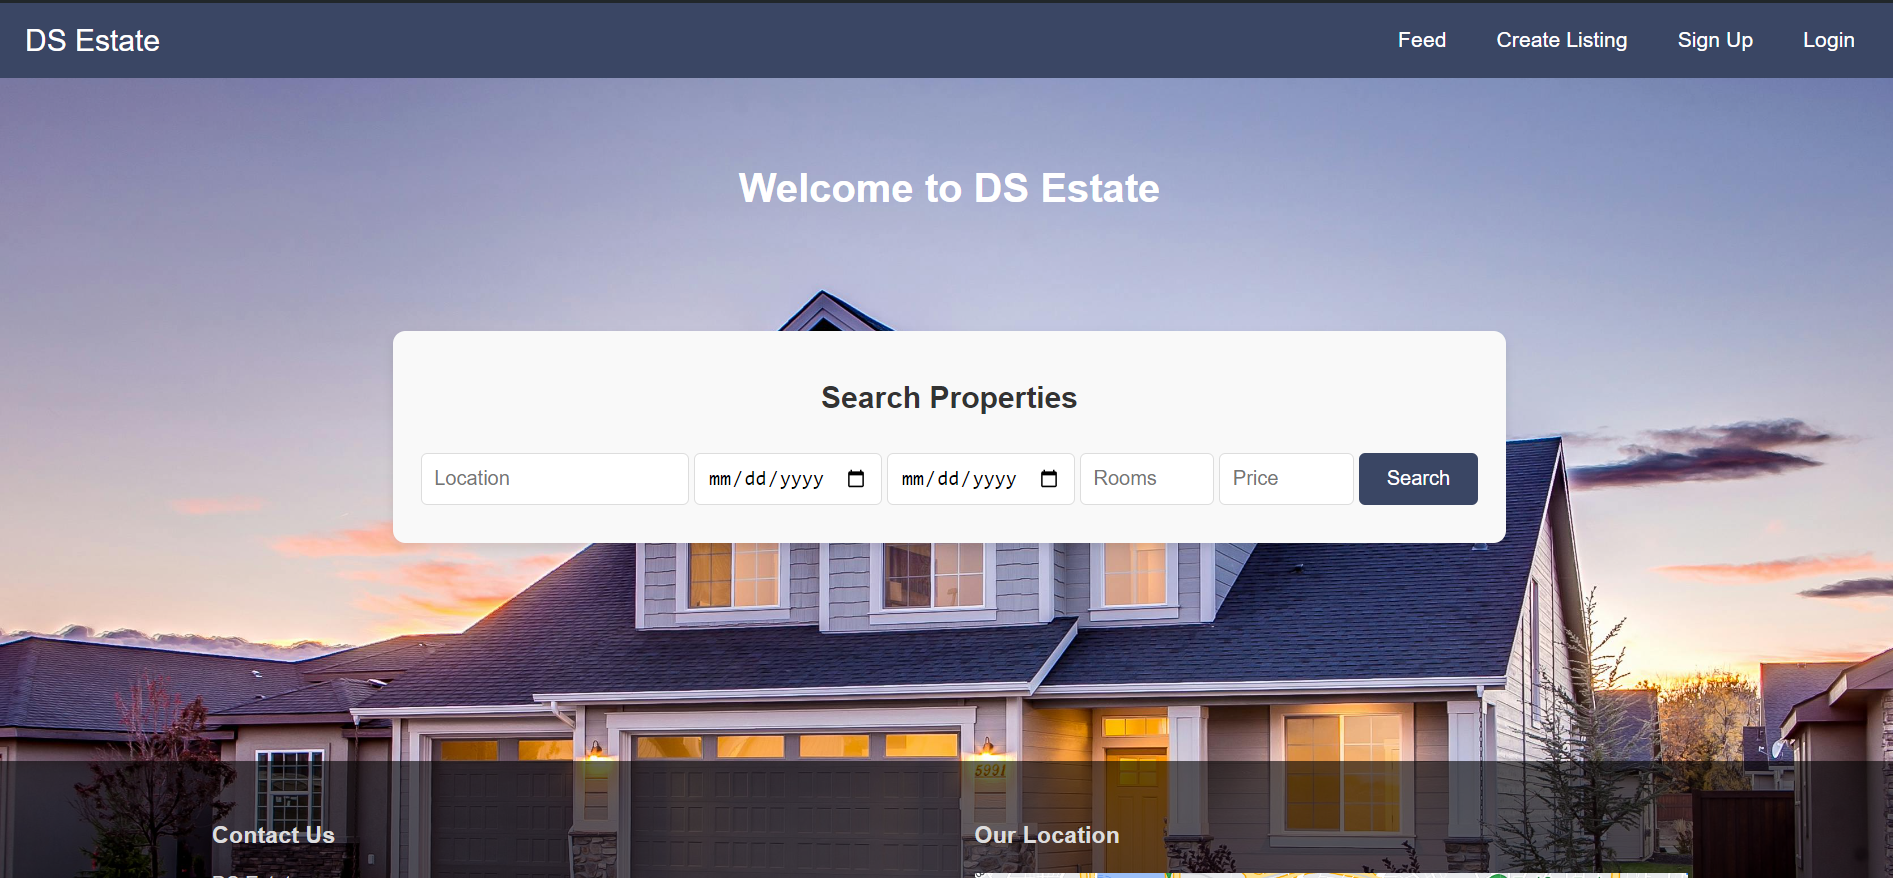 DS Estate
Feed
Create Listing
Sign Up
Login
Welcome to DS Estate
Search Properties
Location
mm/dd/yyyy
mm/dd/yyyy
Rooms
Price
Search
5991
Contact Us
Our Location